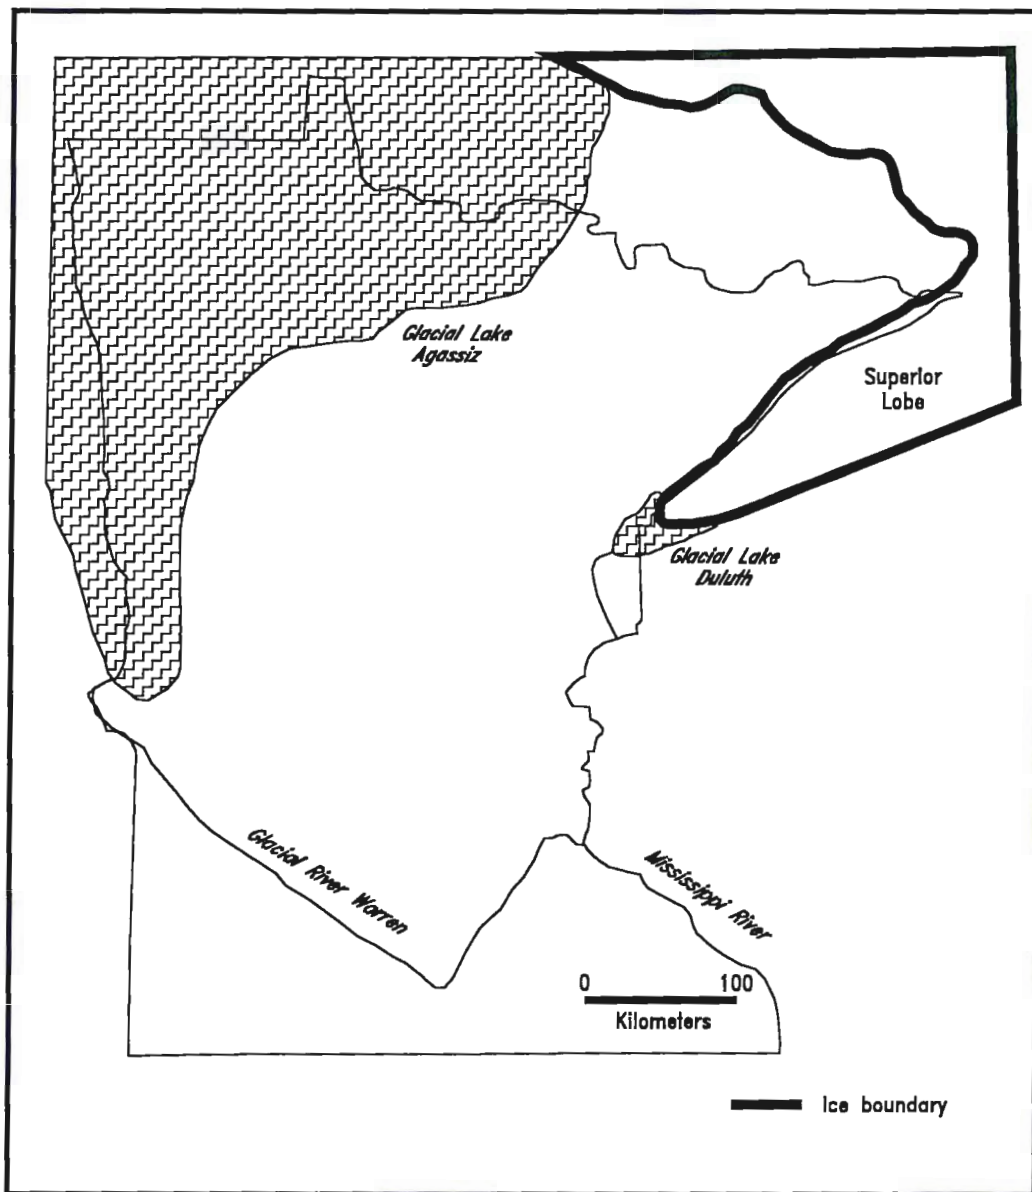 Glacial Lake
Agassiz
Superior
Lobe
Glacial Lake
Duluth
Glacial River Warren
Mississippi River
0 100
Kilometers
Ice boundary